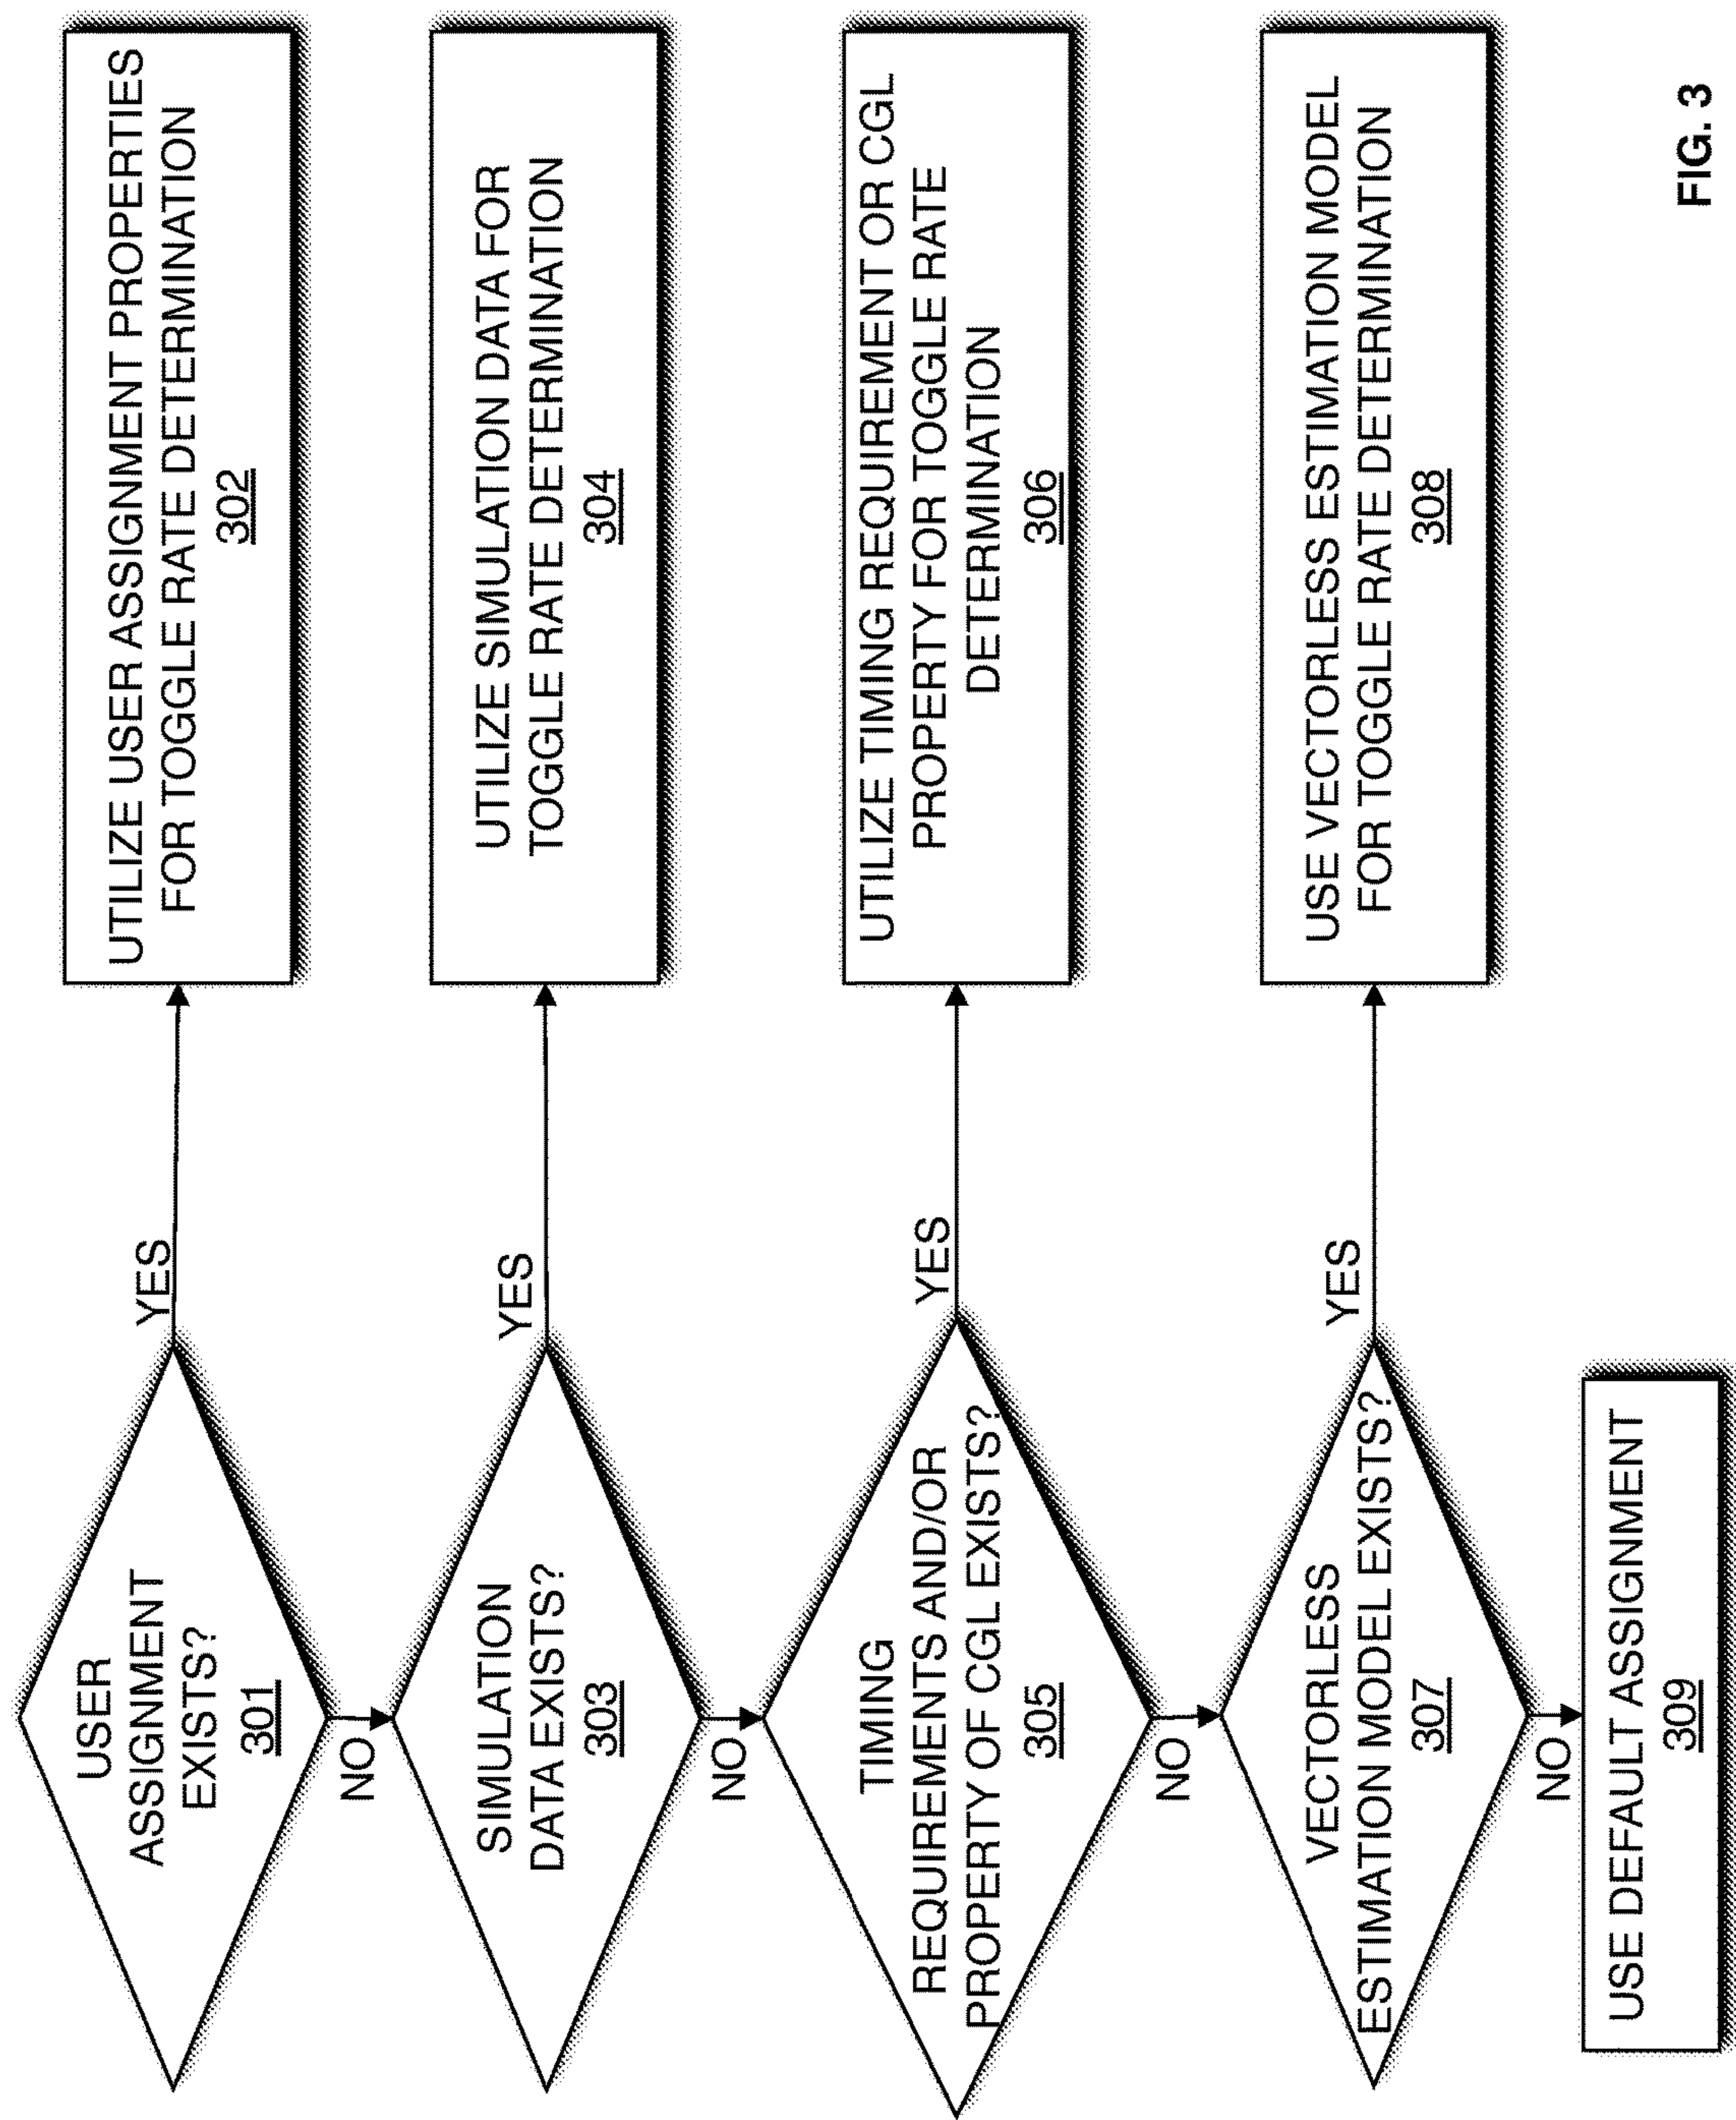 USER
ASSIGNMENT
EXISTS?
301
YES
UTILIZE USER ASSIGNMENT PROPERTIES
FOR TOGGLE RATE DETERMINATION
302
NO
SIMULATION
DATA EXISTS?
303
YES
UTILIZE SIMULATION DATA FOR
TOGGLE RATE DETERMINATION
304
NO
TIMING
REQUIREMENTS AND/OR
PROPERTY OF CGL EXISTS?
305
YES
UTILIZE TIMING REQUIREMENT OR CGL
PROPERTY FOR TOGGLE RATE
DETERMINATION
306
NO
VECTORLESS
ESTIMATION MODEL EXISTS?
307
YES
USE VECTORLESS ESTIMATION MODEL
FOR TOGGLE RATE DETERMINATION
308
NO
USE DEFAULT ASSIGNMENT
309
FIG. 3